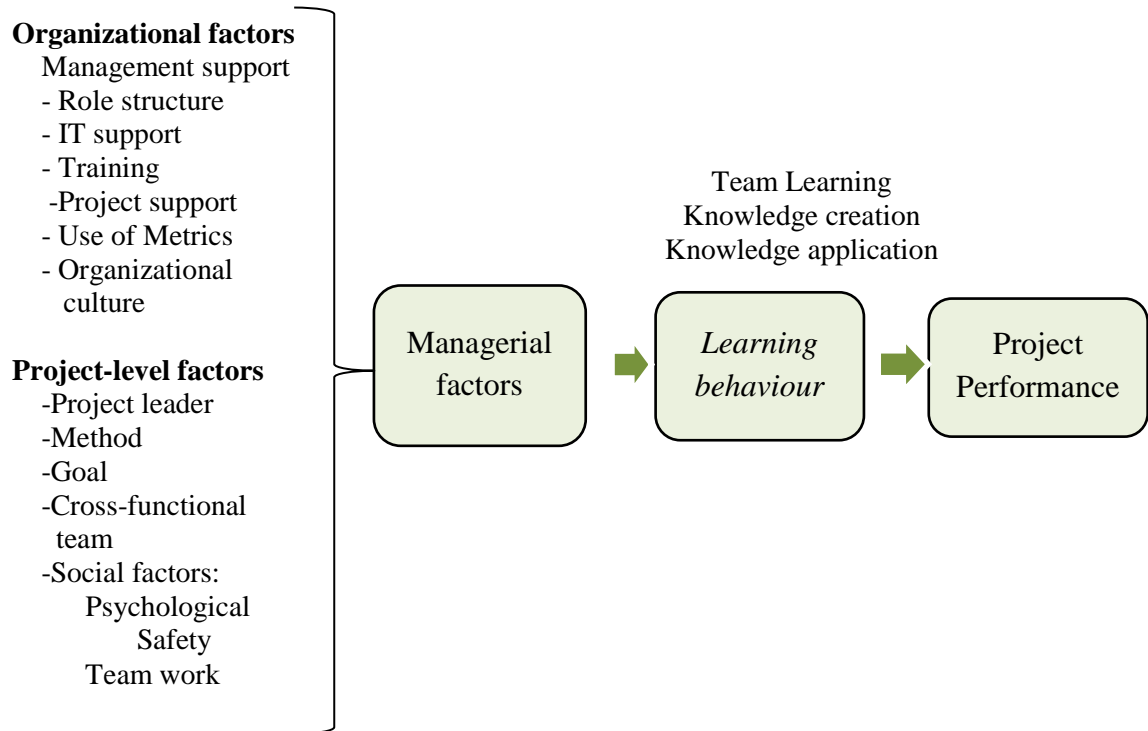 Organizational factors
Management support
- Role structure
- IT support
- Training
-Project support
- Use of Metrics
- Organizational
culture
Project-level factors
-Project leader
-Method
-Goal
-Cross-functional
team
-Social factors:
Psychological
Safety
Team work
Managerial
factors
Team Learning
Knowledge creation
Knowledge application
Learning
behaviour
Project
Performance